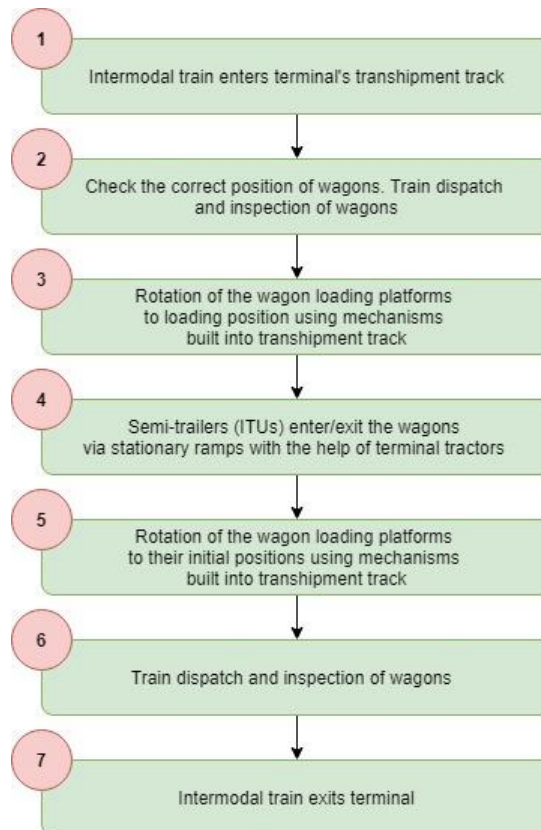 1
Intermodal train enters terminal's transhipment track
2
Check the correct position of wagons. Train dispatch
and inspection of wagons
3
Rotation of the wagon loading platforms
to loading position using mechanisms
built into transhipment track
4
Semi-trailers (ITUs) enter/exit the wagons
via stationary ramps with the help of terminal tractors
5
Rotation of the wagon loading platforms
to their initial positions using mechanisms
built into transhipment track
6
Train dispatch and inspection of wagons
7
Intermodal train exits terminal